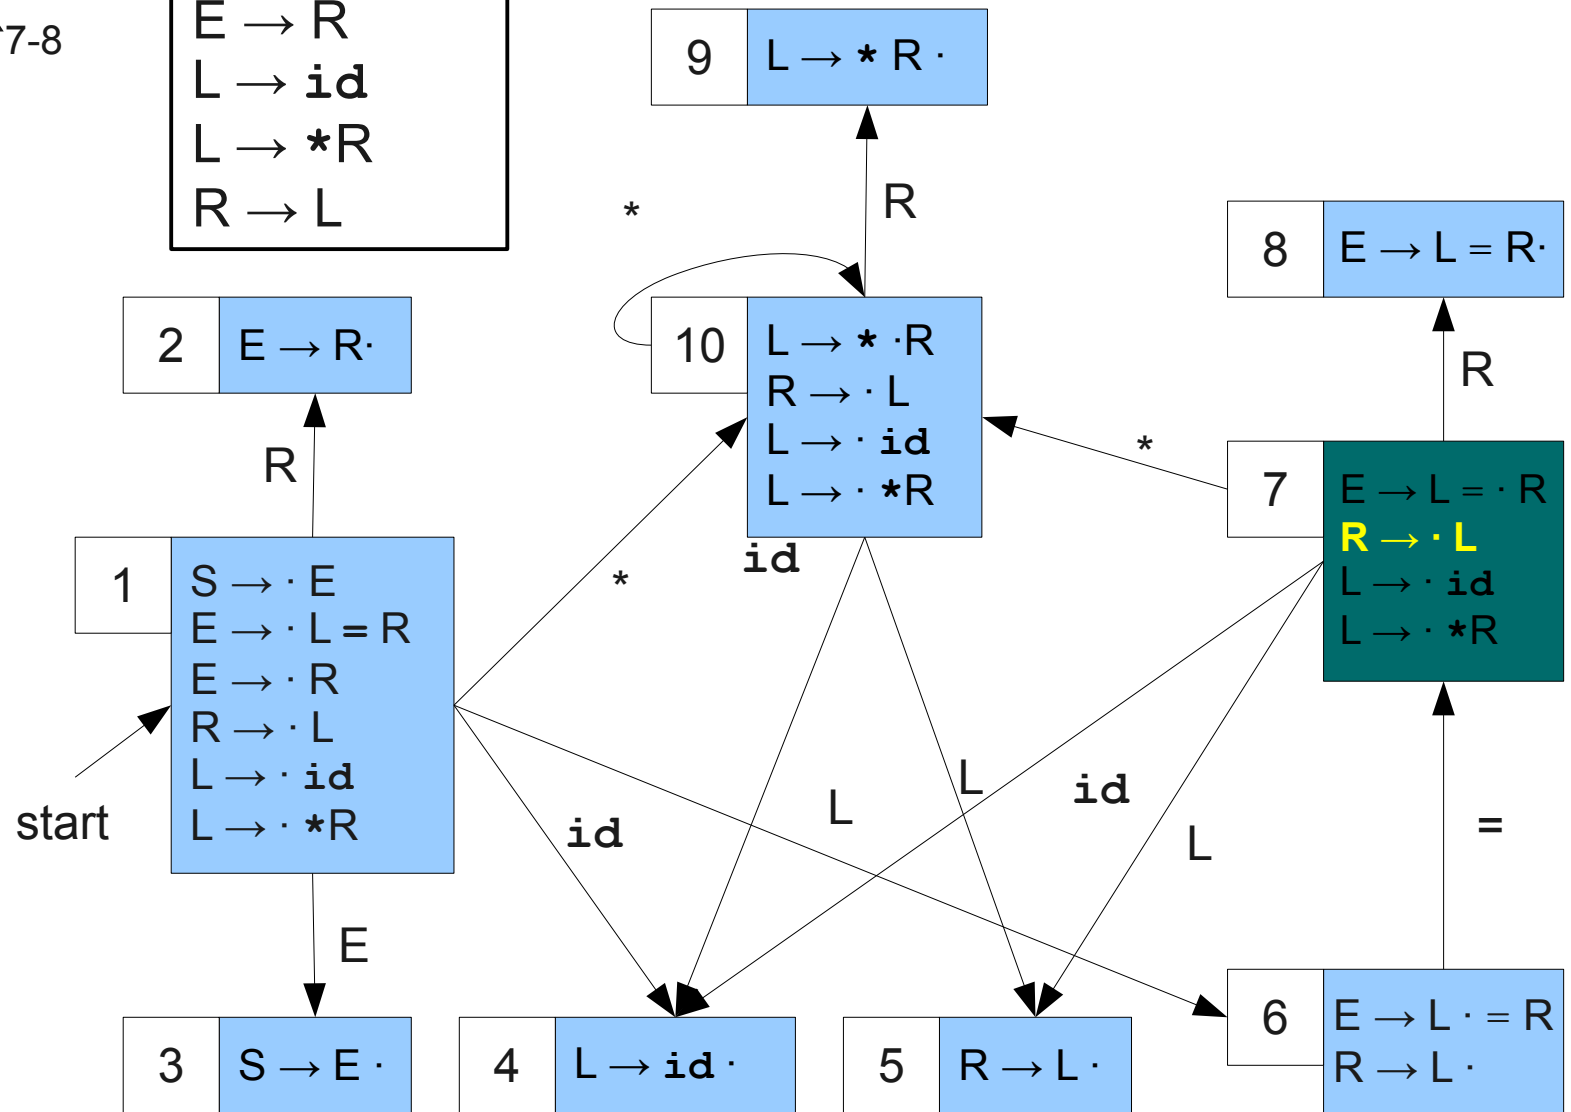 E → R
^7-8
L → id
L → *R
R → L
9
L → * R ·
R
*
8
E → L = R·
2
E → R·
10
L → * ·R
R → · L
L → · id
L → · *R
R
R
*
7
E → L = · R
R → · L
L → · id
L → · *R
1
S → · E
E → · L = R
E → · R
R → · L
L → · id
L → · *R
id
*
start
id
L
L
id
L
=
E
3
S → E ·
4
L → id ·
5
R → L ·
6
E → L · = R
R → L ·